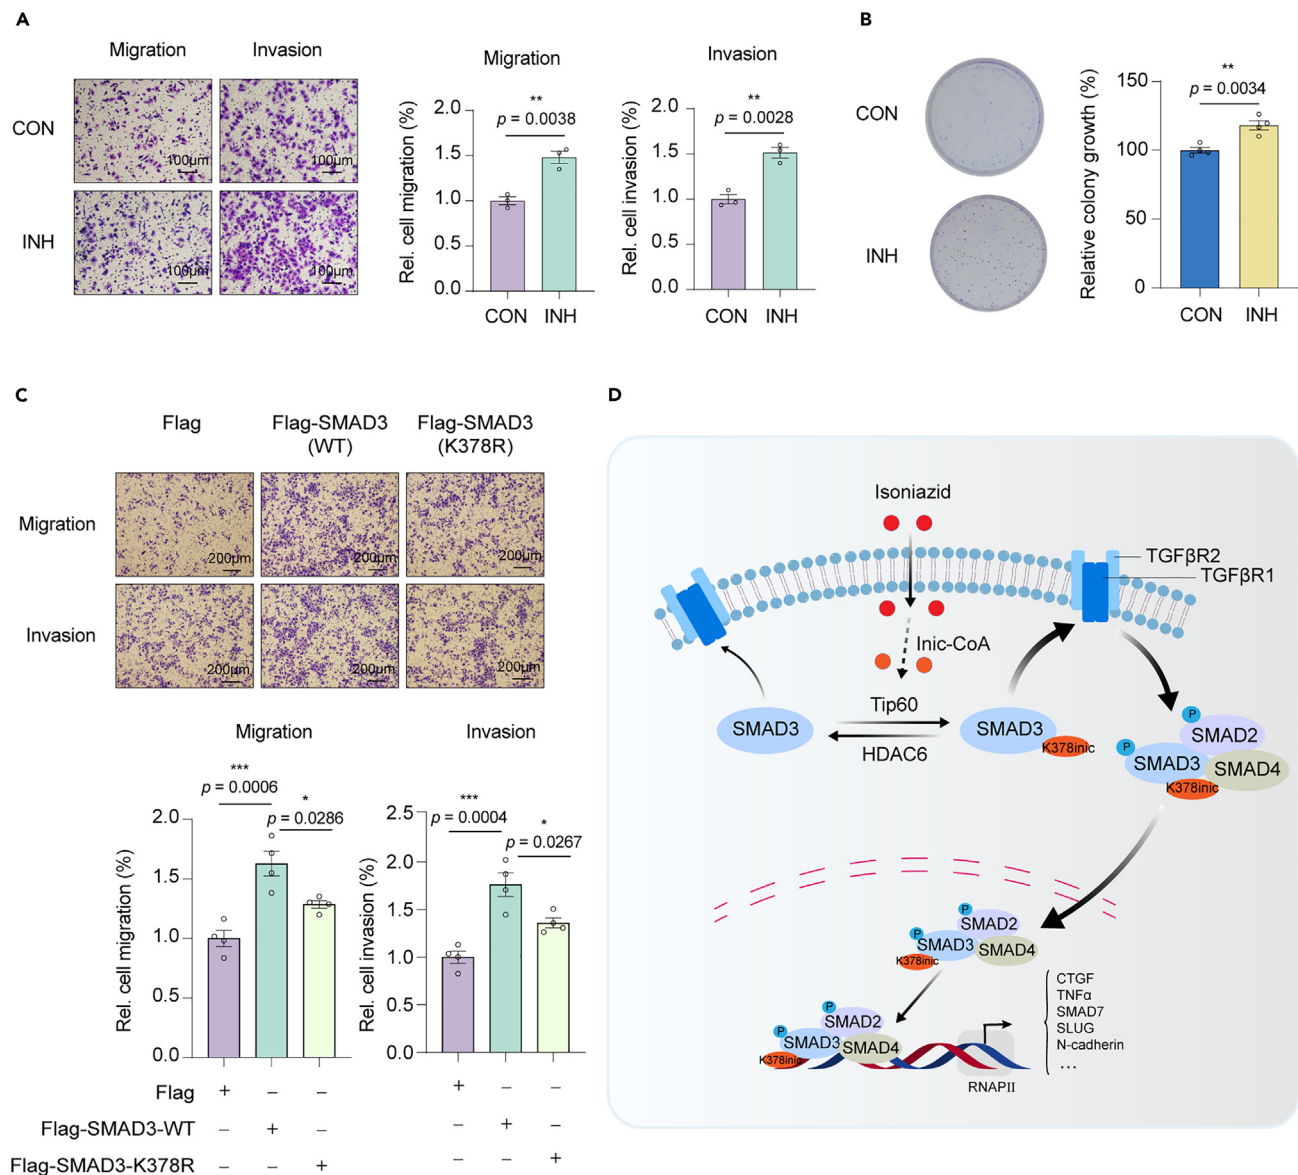 A
Migration
Invasion
CON
100µm
100µm
INH
100µm
100µm
Migration
**
p = 0.0038
Rel. cell migration (%)
2.0
1.5
1.0
0.5
0.0
CON
INH
Invasion
**
p = 0.0028
Rel. cell invasion (%)
2.0
1.5
1.0
0.5
0.0
CON
INH
B
CON
INH
**
p = 0.0034
Relative colony growth (%)
150
100
50
0
CON
INH
C
Flag
Flag-SMAD3
(WT)
Flag-SMAD3
(K378R)
Migration
200µm
200µm
200µm
Invasion
200µm
200µm
200µm
Migration
***
p = 0.0006
*
p = 0.0286
Rel. cell migration (%)
2.0
1.5
1.0
0.5
0.0
Invasion
***
p = 0.0004
*
p = 0.0267
Rel. cell invasion (%)
2.5
2.0
1.5
1.0
0.5
0.0
Flag + – – + – –
Flag-SMAD3-WT – + – – + –
Flag-SMAD3-K378R – – + – – +
D
Isoniazid
TGFβR2
TGFβR1
Inic-CoA
Tip60
SMAD3
HDAC6
SMAD3
K378inic
P
SMAD2
P
SMAD3
SMAD4
K378inic
P
SMAD2
P
SMAD3
SMAD4
K378inic
P
SMAD2
P
SMAD3
SMAD4
K378inic
RNAPII
CTGF
TNFα
SMAD7
SLUG
N-cadherin
...